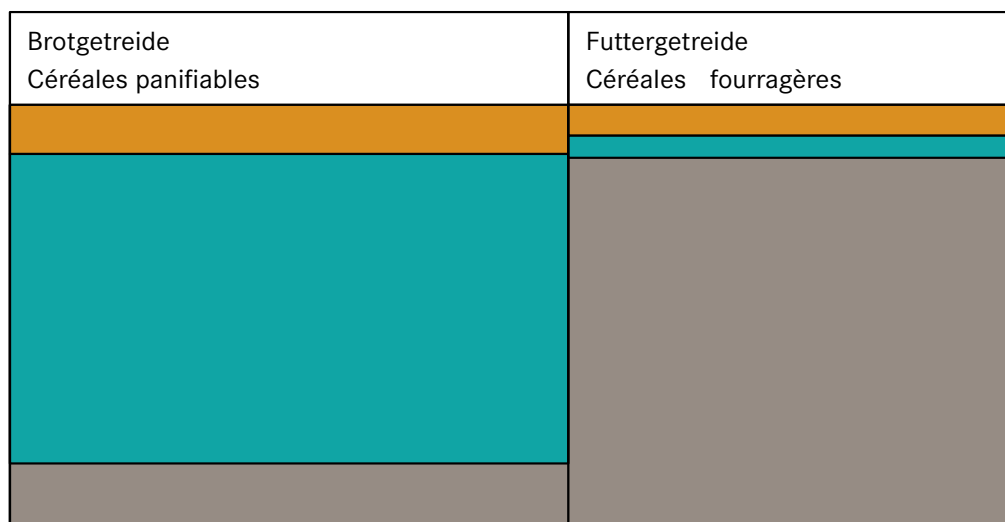 Brotgetreide
Céréales panifiables
Futtergetreide
Céréales fourragères